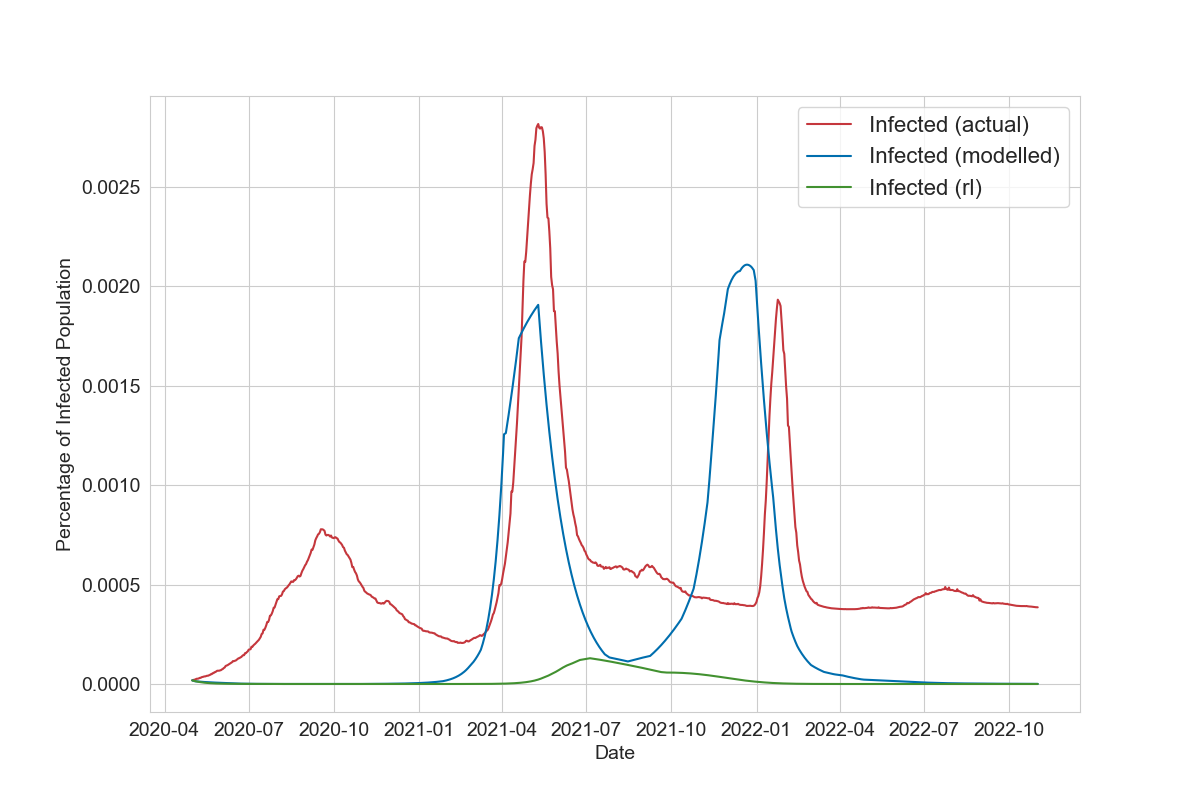 Infected (actual)
Infected (modelled)
Infected (rl)
Percentage of Infected Population
0.0025
0.0020
0.0015
0.0010
0.0005
0.0000
2020-04 2020-07 2020-10 2021-01 2021-04 2021-07 2021-10 2022-01 2022-04 2022-07 2022-10
Date